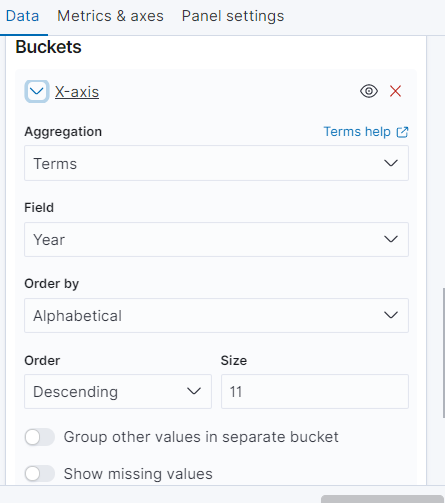 Data Metrics & axes Panel settings
Buckets
X-axis
Aggregation Terms help
Terms
Field
Year
Order by
Alphabetical
Order Size
Descending 11
Group other values in separate bucket
Show missing values